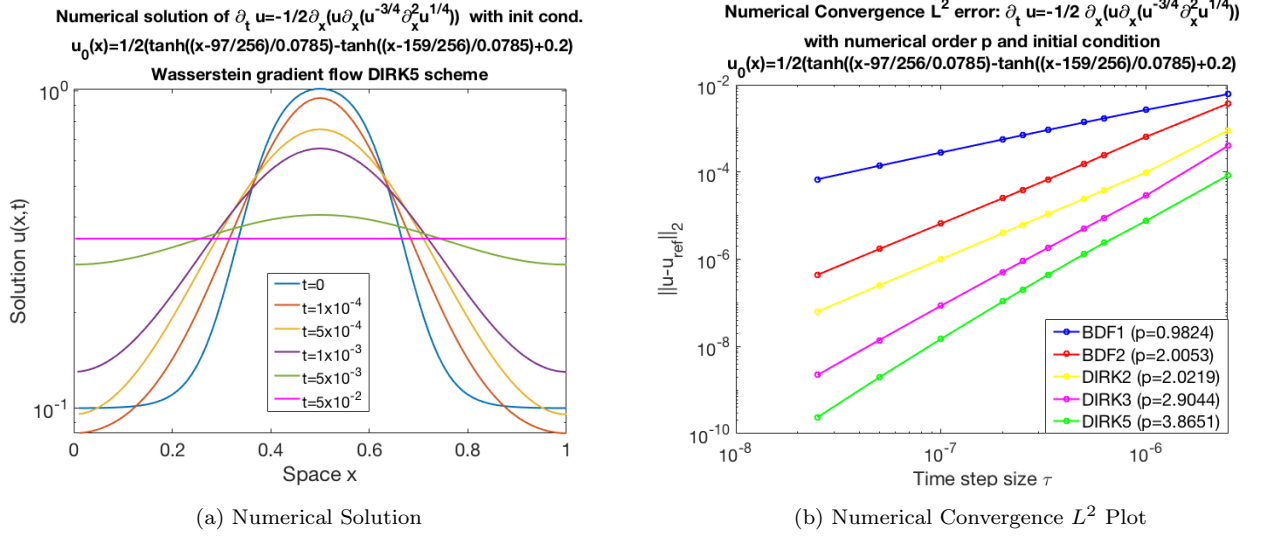 Numerical solution of ∂t u=-1/2∂x(u∂x(u^-3/4∂x^2u^1/4)) with init cond.
u0(x)=1/2(tanh((x-97/256)/0.0785)-tanh((x-159/256)/0.0785)+0.2)
Wasserstein gradient flow DIRK5 scheme
10^0
10^-1
Solution u(x,t)
t=0
t=1x10^-4
t=5x10^-4
t=1x10^-3
t=5x10^-3
t=5x10^-2
0 0.2 0.4 0.6 0.8 1
Space x
(a) Numerical Solution
Numerical Convergence L^2 error: ∂t u=-1/2 ∂x(u∂x(u^-3/4∂x^2u^1/4))
with numerical order p and initial condition
u0(x)=1/2(tanh((x-97/256/0.0785)-tanh((x-159/256)/0.0785)+0.2)
10^-2
10^-4
10^-6
10^-8
10^-10
||u-uref||2
BDF1 (p=0.9824)
BDF2 (p=2.0053)
DIRK2 (p=2.0219)
DIRK3 (p=2.9044)
DIRK5 (p=3.8651)
10^-8 10^-7 10^-6
Time step size τ
(b) Numerical Convergence L^2 Plot